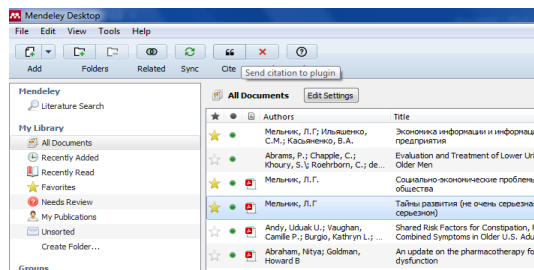 Mendeley Desktop
File Edit View Tools Help
Add Folders Related Sync Cite
Send citation to plugin
Mendeley
Literature Search
My Library
All Documents
Recently Added
Recently Read
Favorites
Needs Review
My Publications
Unsorted
Create Folder...
Groups
All Documents Edit Settings
Authors Title
Мельник, Л.Г; Ильяшенко, Экономика информации и информац
С.М.; Касьяненко, В.А. предприятия
Abrams, P.; Chapple, C.; Evaluation and Treatment of Lower Uri
Khoury, S.\; Roehrborn, C.; de... Older Men
Мельник, Л.Г. Социально-экономические проблемь
общества
Мельник, Л.Г Тайны развития (не очень серьезна
серьезном)
Andy, Uduak U.; Vaughan, Shared Risk Factors for Constipation, F
Camille P.; Burgio, Kathryn L.; ... Combined Symptoms in Older U.S. Adu
Abraham, Nitya; Goldman, An update on the pharmacotherapy fo
Howard B dysfunction